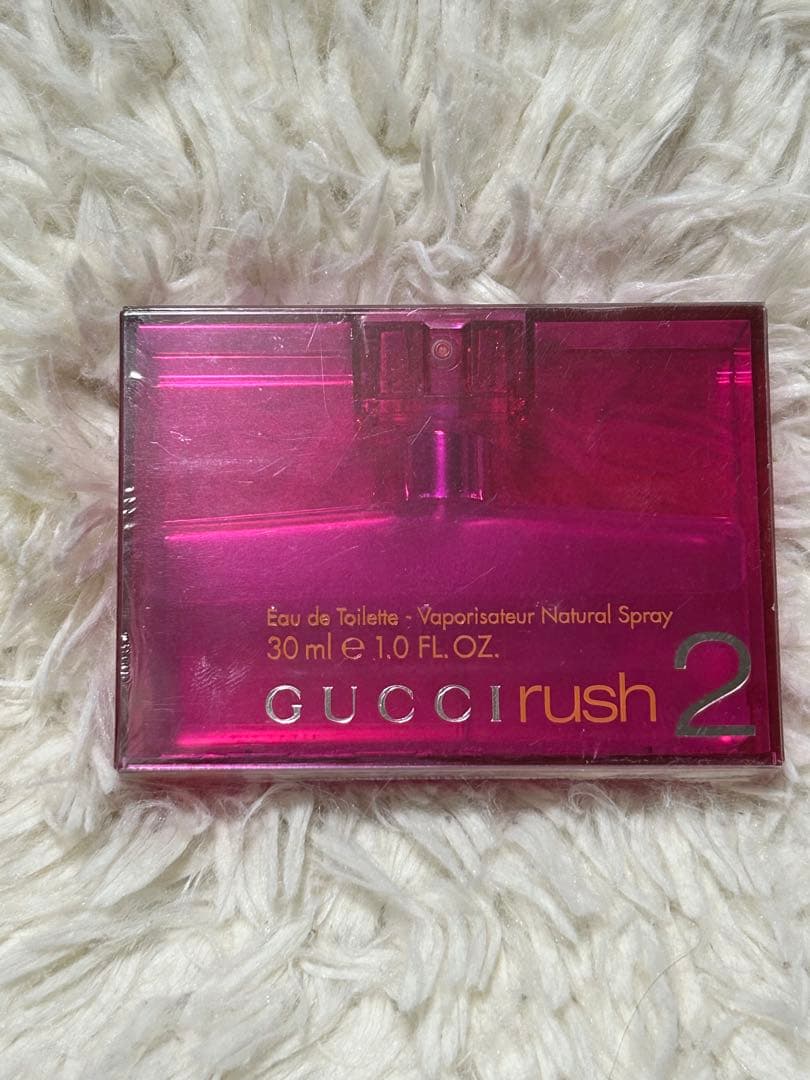 Eau de Toilette - Vaporisateur Natural Spray
30 ml e 1.0 FL. OZ.
GUCCI rush 2